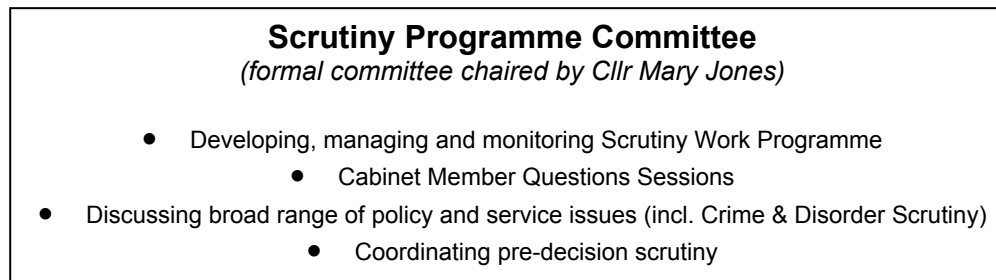 Scrutiny Programme Committee
(formal committee chaired by Cllr Mary Jones)
● Developing, managing and monitoring Scrutiny Work Programme
● Cabinet Member Questions Sessions
● Discussing broad range of policy and service issues (incl. Crime & Disorder Scrutiny)
● Coordinating pre-decision scrutiny